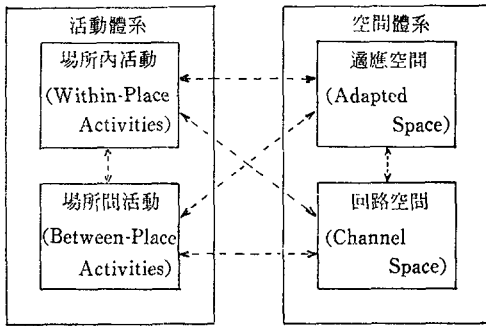 活動體系
場所內活動
(Within-Place
Activities)
場所間活動
(Between-Place
Activities)
空間體系
適應空間
(Adapted
Space)
回路空間
(Channel
Space)